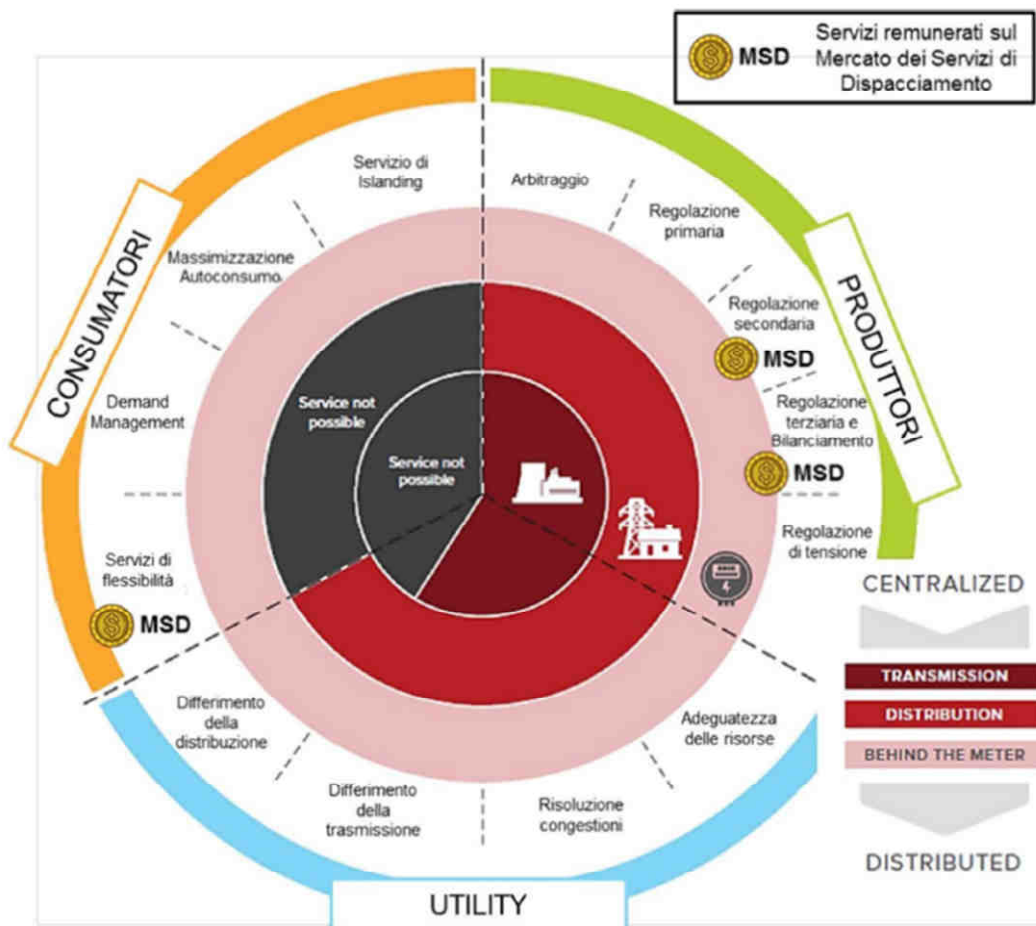 MSD
Servizi remunerati sul
Mercato dei Servizi di
Dispacciamento
CONSUMATORI
PRODUTTORI
UTILITY
Servizio di
Islanding
Arbitraggio
Regolazione
primaria
Massimizzazione
Autoconsumo
Regolazione
secondaria
MSD
Demand
Management
Regolazione
terziaria e
Bilanciamento
MSD
Regolazione
di tensione
Servizi di
flessibilità
MSD
Service not
possible
Service not
possible
Differimento
della
distribuzione
Differimento
della
trasmissione
Risoluzione
congestioni
Adeguatezza
delle risorse
CENTRALIZED
TRANSMISSION
DISTRIBUTION
BEHIND THE METER
DISTRIBUTED